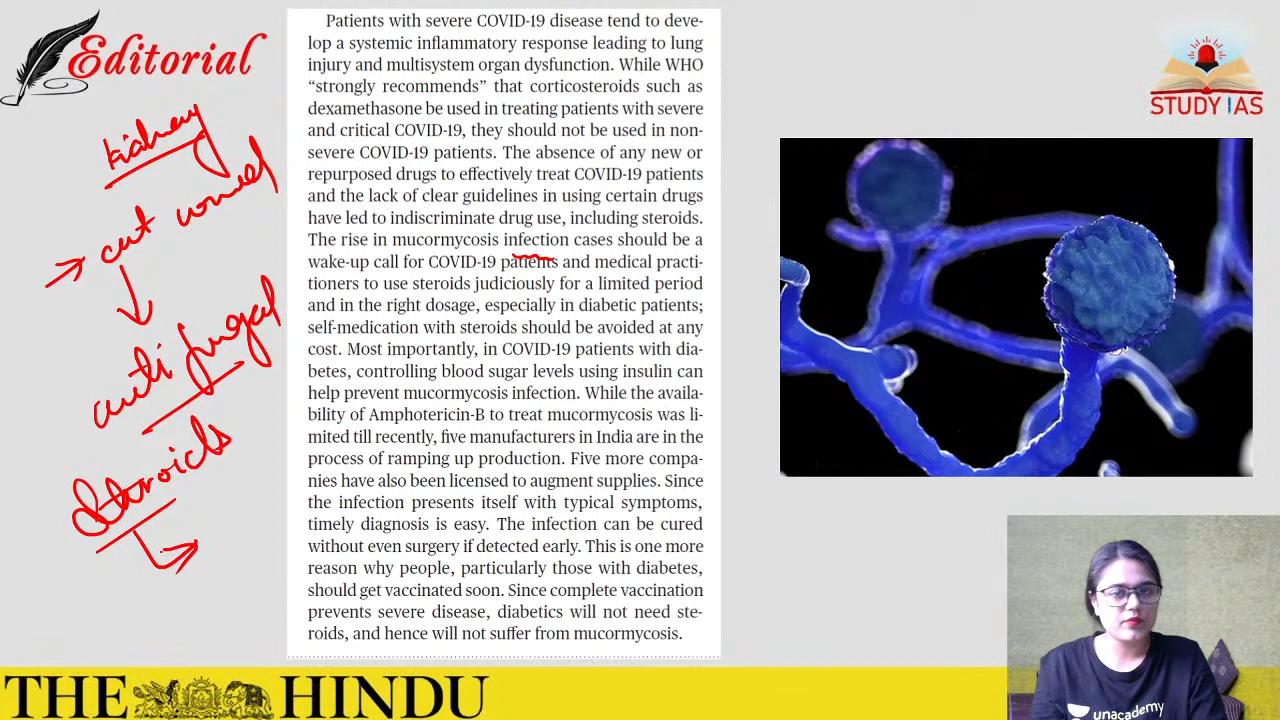 Editorial
kidney
cut
anti fungal
Steroids
Patients with severe COVID-19 disease tend to deve-
lop a systemic inflammatory response leading to lung
injury and multisystem organ dysfunction. While WHO
“strongly recommends” that corticosteroids such as
dexamethasone be used in treating patients with severe
and critical COVID-19, they should not be used in non-
severe COVID-19 patients. The absence of any new or
repurposed drugs to effectively treat COVID-19 patients
and the lack of clear guidelines in using certain drugs
have led to indiscriminate drug use, including steroids.
The rise in mucormycosis infection cases should be a
wake-up call for COVID-19 patients and medical practi-
tioners to use steroids judiciously for a limited period
and in the right dosage, especially in diabetic patients;
self-medication with steroids should be avoided at any
cost. Most importantly, in COVID-19 patients with dia-
betes, controlling blood sugar levels using insulin can
help prevent mucormycosis infection. While the availa-
bility of Amphotericin-B to treat mucormycosis was li-
mited till recently, five manufacturers in India are in the
process of ramping up production. Five more compa-
nies have also been licensed to augment supplies. Since
the infection presents itself with typical symptoms,
timely diagnosis is easy. The infection can be cured
without even surgery if detected early. This is one more
reason why people, particularly those with diabetes,
should get vaccinated soon. Since complete vaccination
prevents severe disease, diabetics will not need ste-
roids, and hence will not suffer from mucormycosis.
STUDY IAS
unacademy
THE HINDU